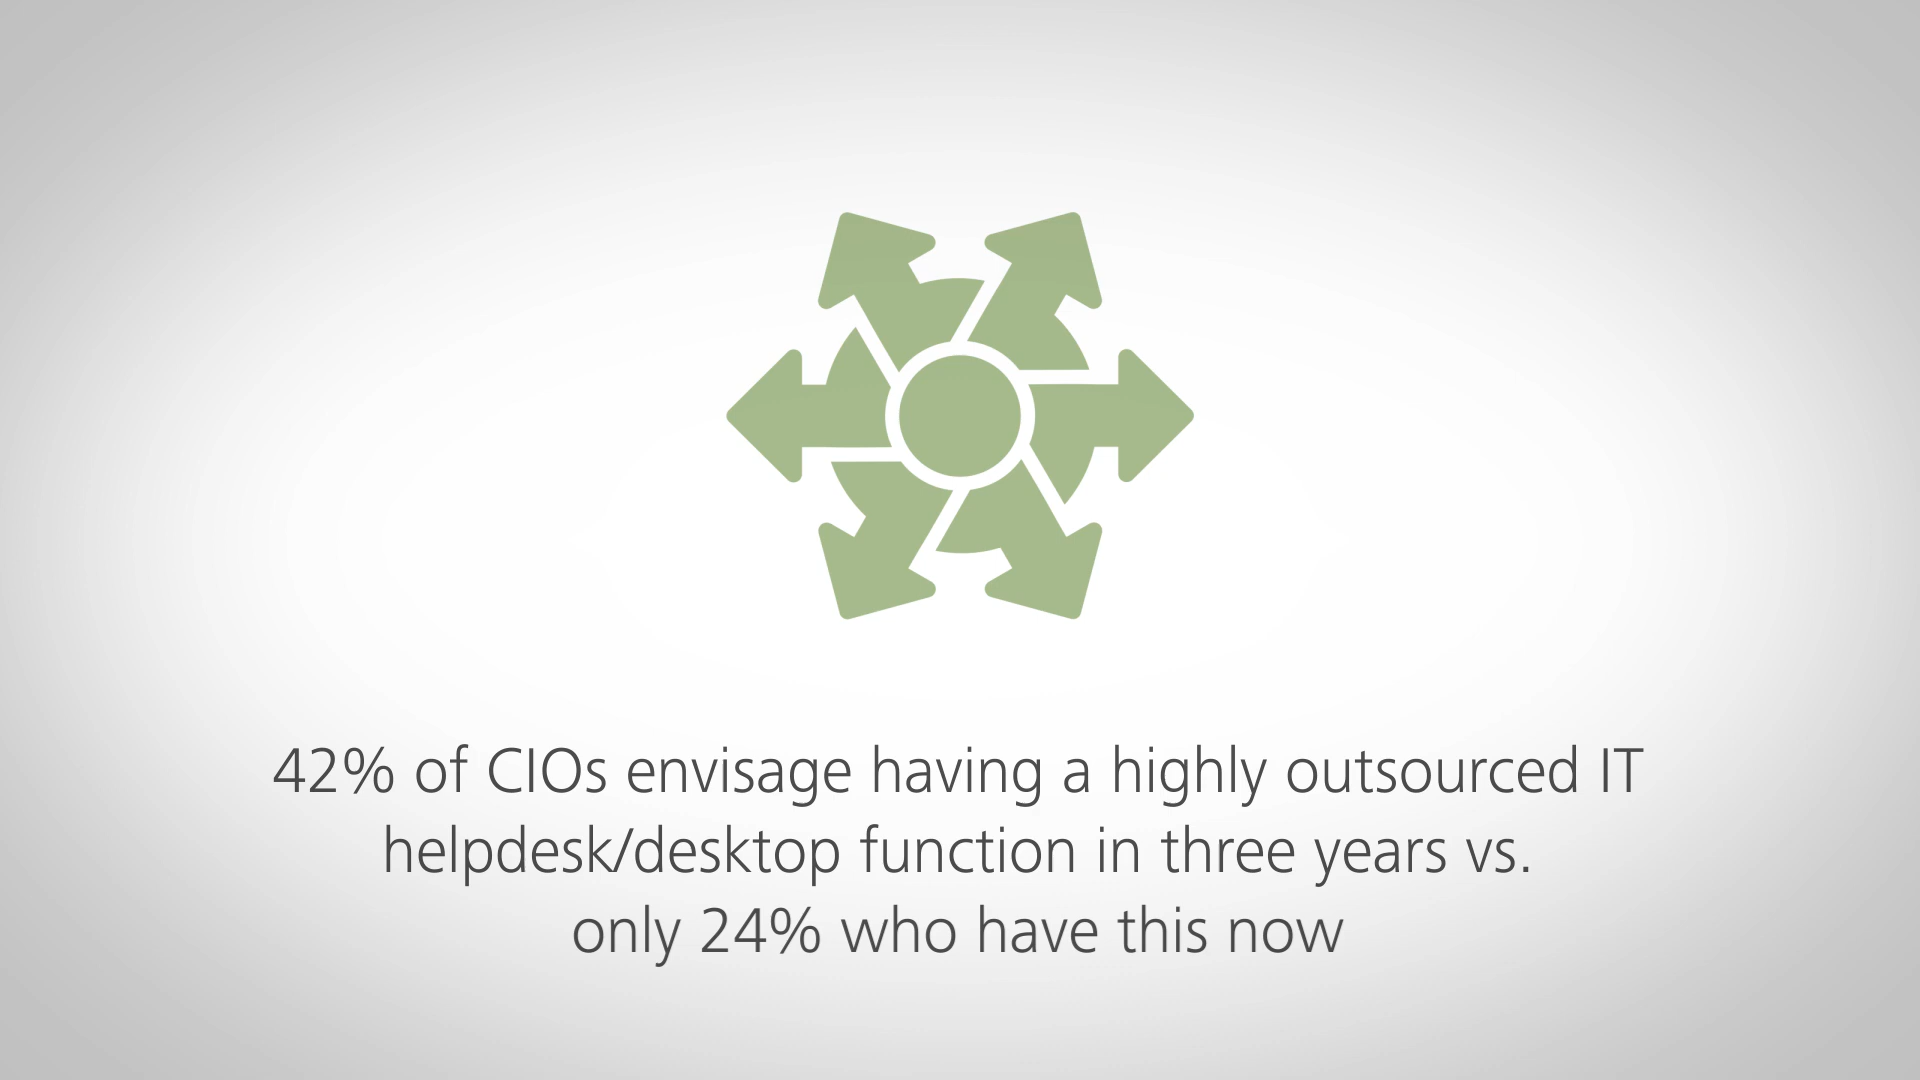 42% of CIOs envisage having a highly outsourced IT
helpdesk/desktop function in three years vs.
only 24% who have this now